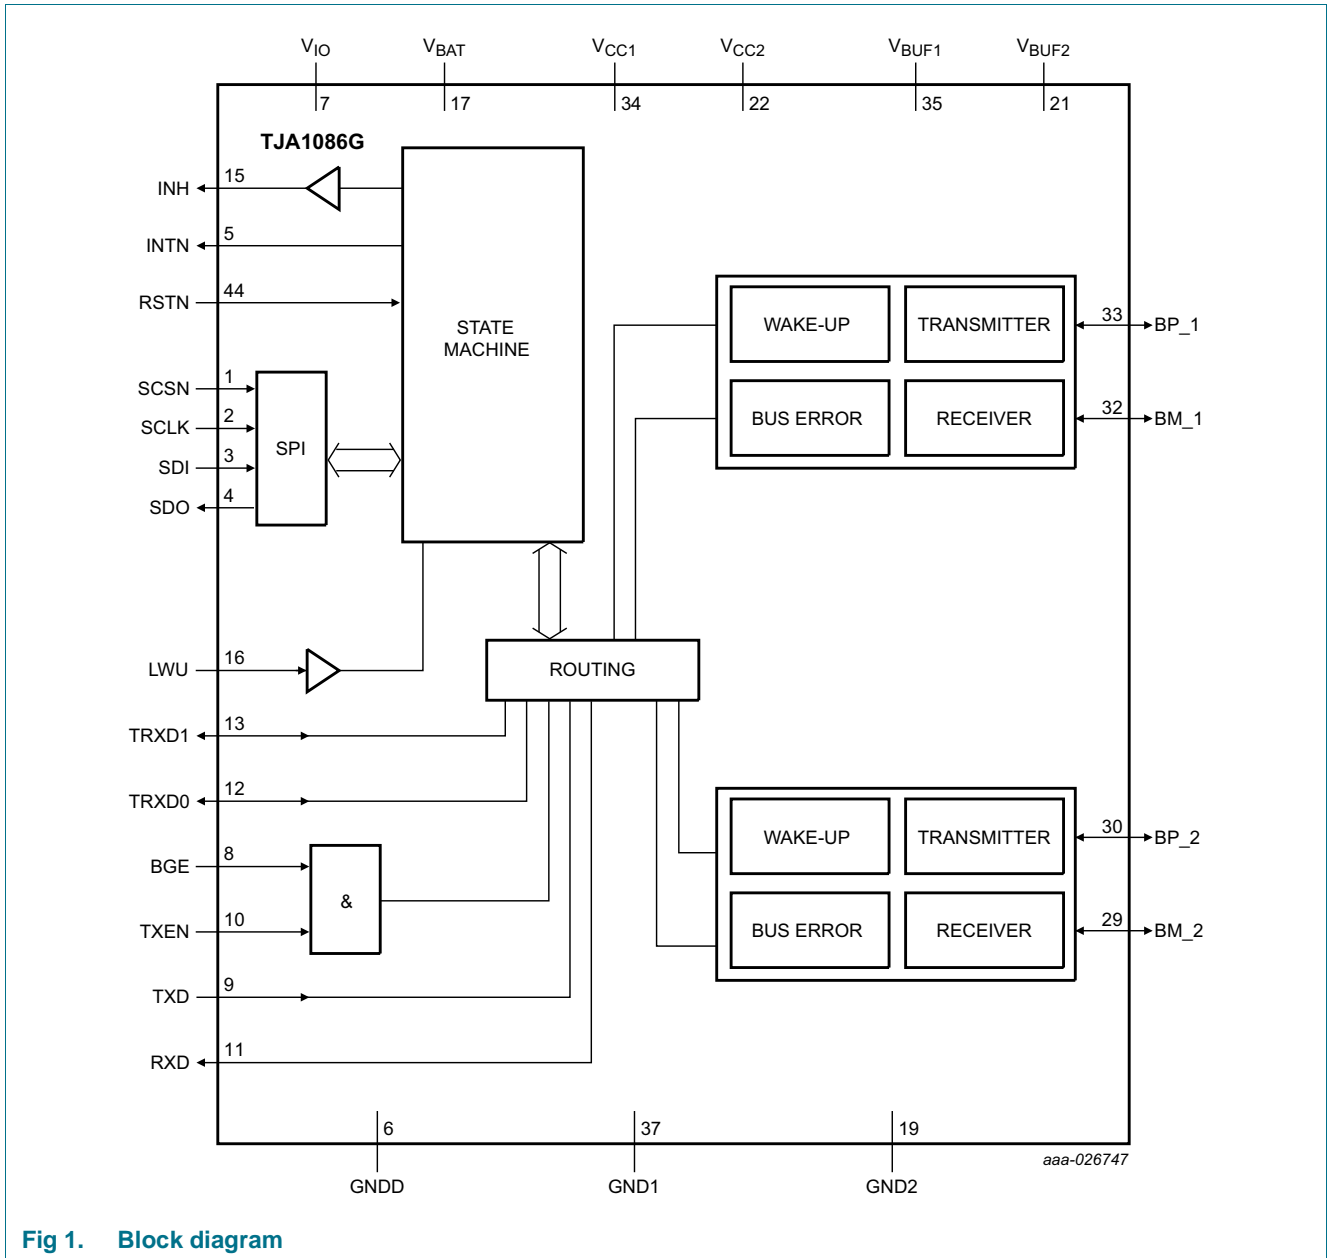 VIO VBAT VCC1 VCC2 VBUF1 VBUF2
7 17 34 22 35 21
TJA1086G
INH 15
INTN 5
RSTN 44
STATE
MACHINE
SCSN 1
SCLK 2
SDI 3
SDO 4
SPI
WAKE-UP TRANSMITTER 33 BP_1
BUS ERROR RECEIVER 32 BM_1
LWU 16
ROUTING
TRXD1 13
TRXD0 12
BGE 8
&
TXEN 10
TXD 9
RXD 11
WAKE-UP TRANSMITTER 30 BP_2
BUS ERROR RECEIVER 29 BM_2
6 37 19
aaa-026747
GNDD GND1 GND2
Fig 1. Block diagram